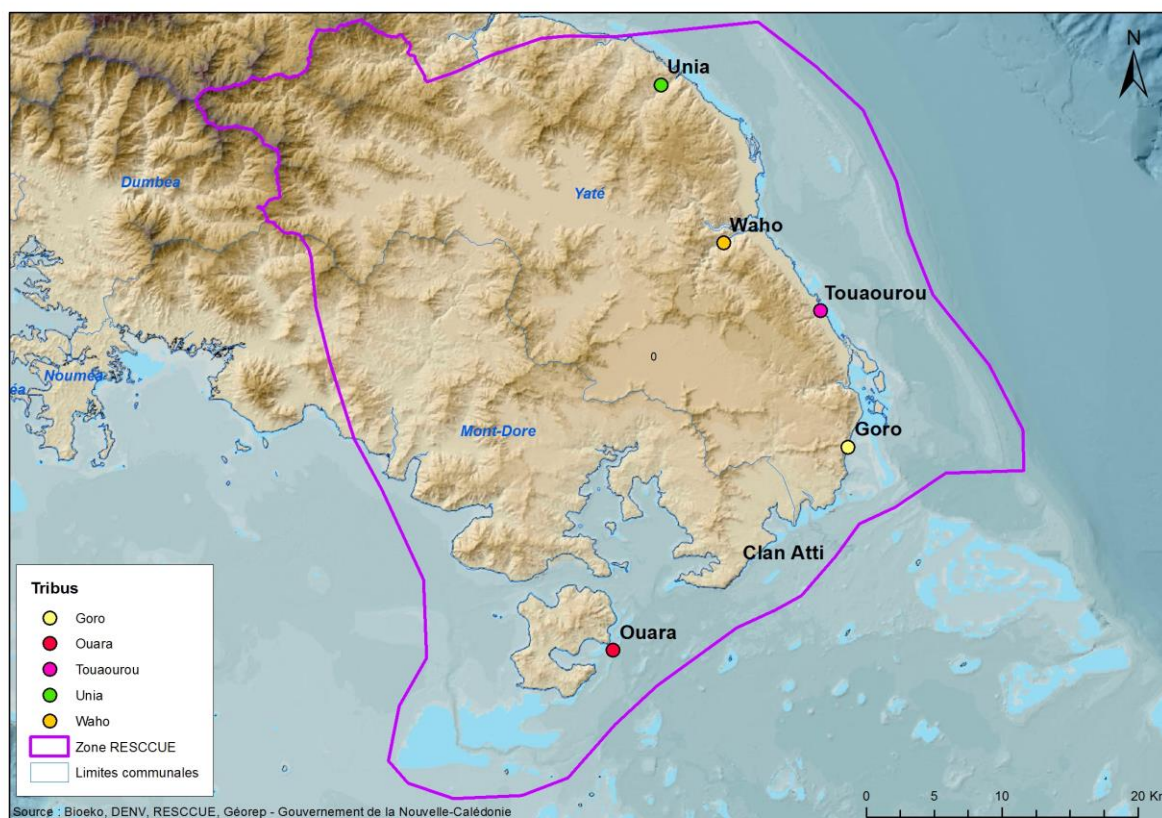 N
Unia
Dumbea
Yaté
Waho
Touaourou
0
Nouméa
éa
Mont-Dore
Goro
Clan Atti
Ouara
Tribus
Goro
Ouara
Touaourou
Unia
Waho
Zone RESCCUE
Limites communales
Source : Bioeko, DENV, RESCCUE, Géorep - Gouvernement de la Nouvelle-Calédonie
0 5 10 20 Km